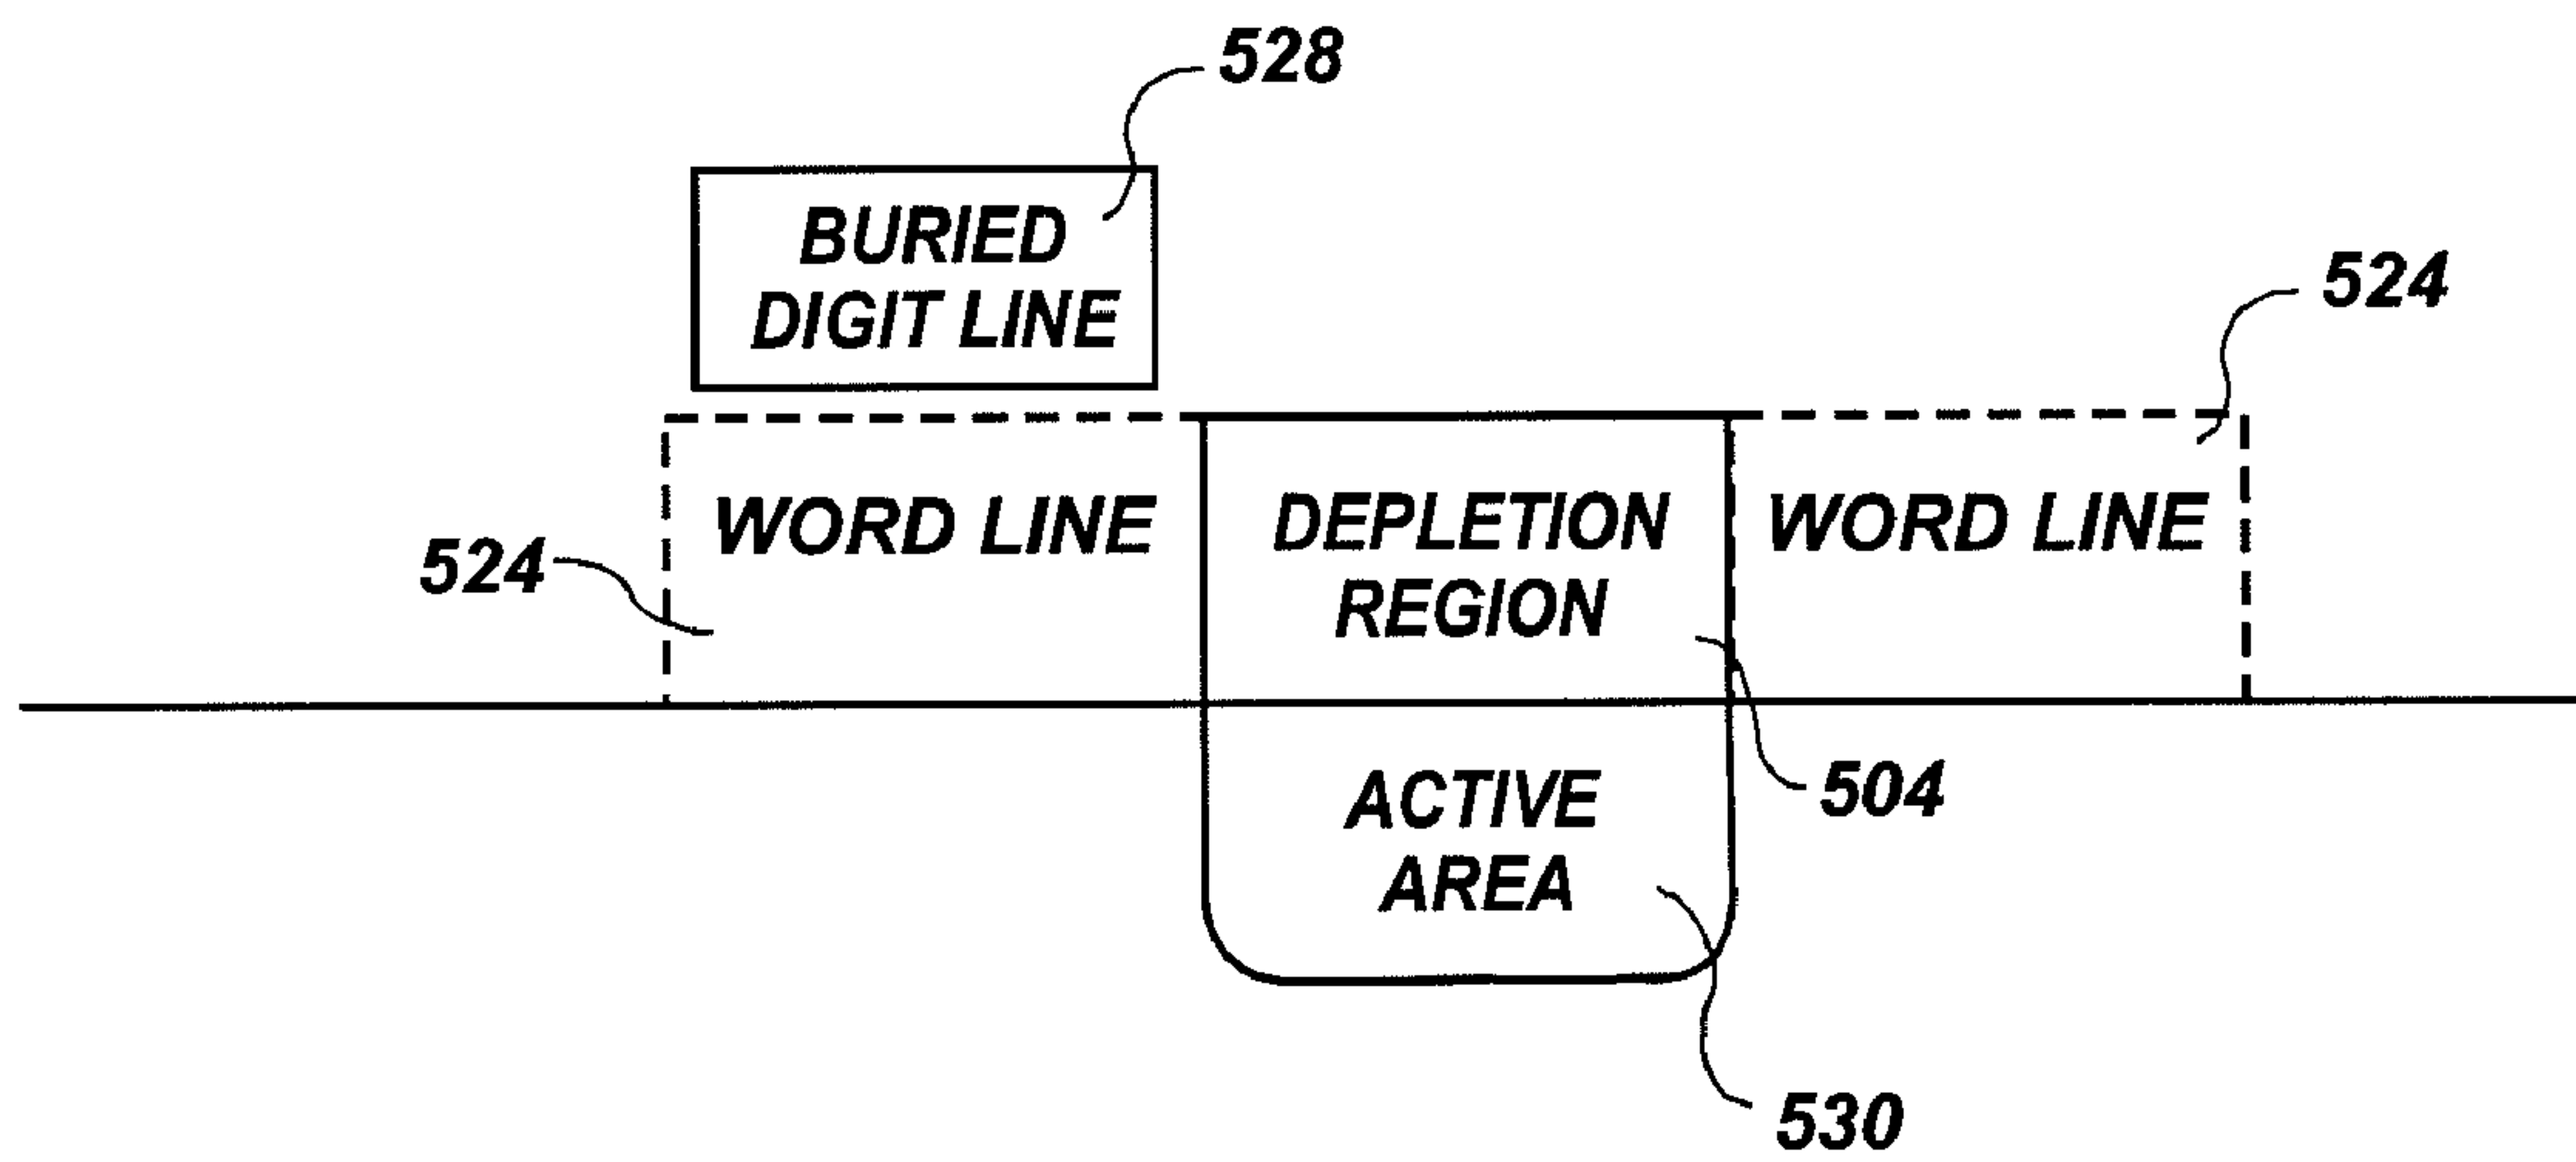 528
BURIED
DIGIT LINE
524
WORD LINE
DEPLETION
REGION
WORD LINE
524
504
ACTIVE
AREA
530